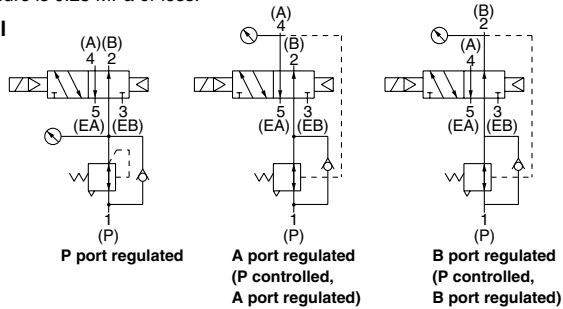 (A)(B)
4 2
5 3
(EA) (EB)
1
(P)
P port regulated
(A)
4
(B)
2
5 3
(EA) (EB)
1
(P)
A port regulated
(P controlled,
A port regulated)
(B)
2
(A)
4
5 3
(EA) (EB)
1
(P)
B port regulated
(P controlled,
B port regulated)